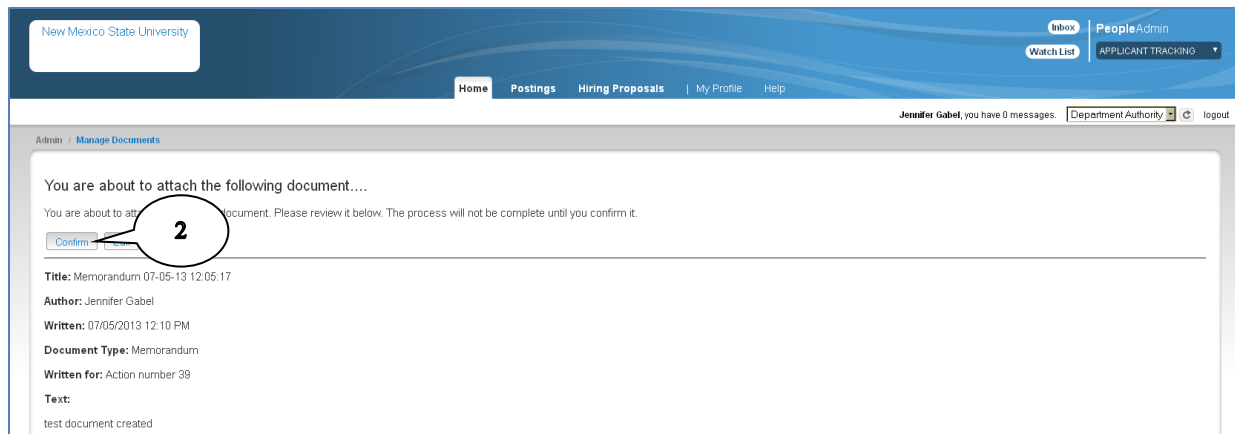 New Mexico State University
Inbox
PeopleAdmin
Watch List
APPLICANT TRACKING
Home Postings Hiring Proposals | My Profile Help
Jennifer Gabel, you have 0 messages. Department Authority logout
Admin / Manage Documents
You are about to attach the following document....
You are about to document. Please review it below. The process will not be complete until you confirm it.
Confirm
2
Title: Memorandum 07-05-13 12:05:17
Author: Jennifer Gabel
Written: 07/05/2013 12:10 PM
Document Type: Memorandum
Written for: Action number 39
Text:
test document created